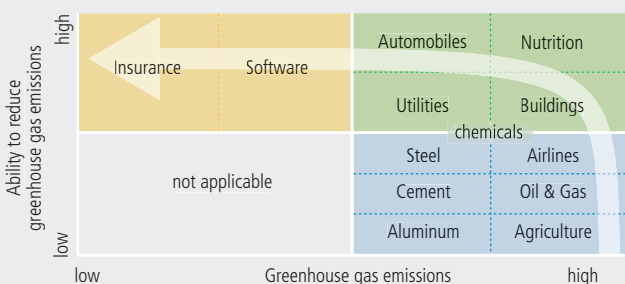 high
Ability to reduce
greenhouse gas emissions
low
Automobiles
Nutrition
Insurance
Software
Utilities
Buildings
chemicals
Steel
Airlines
not applicable
Cement
Oil & Gas
Aluminum
Agriculture
low
Greenhouse gas emissions
high